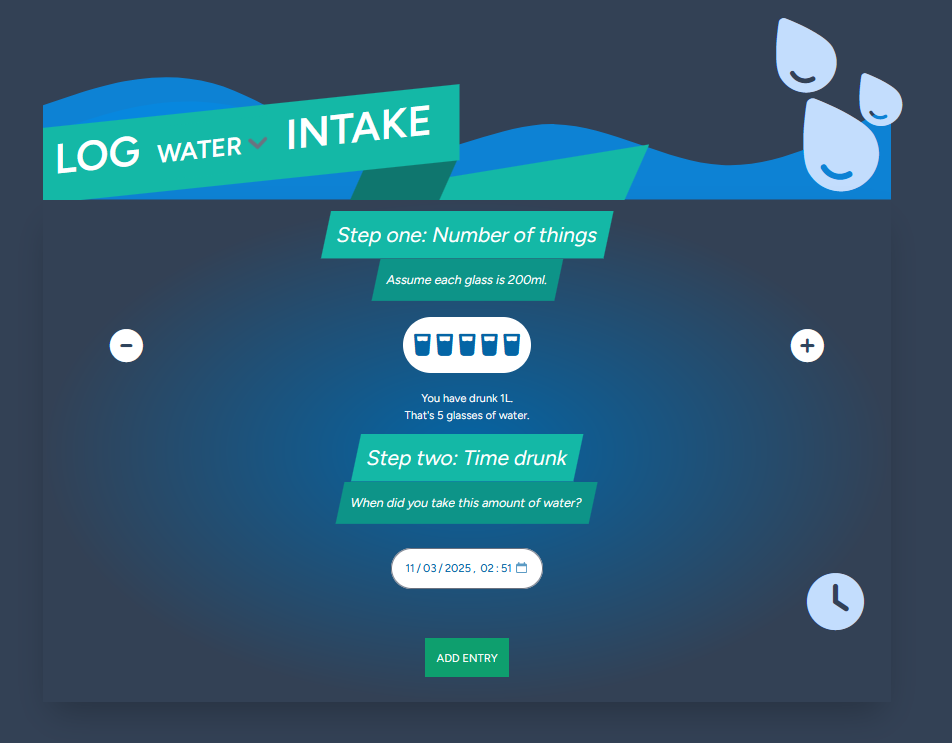 LOG WATER INTAKE
Step one: Number of things
Assume each glass is 200ml.
You have drunk 1L.
That's 5 glasses of water.
Step two: Time drunk
When did you take this amount of water?
11 / 03 / 2025 , 02 : 51
ADD ENTRY